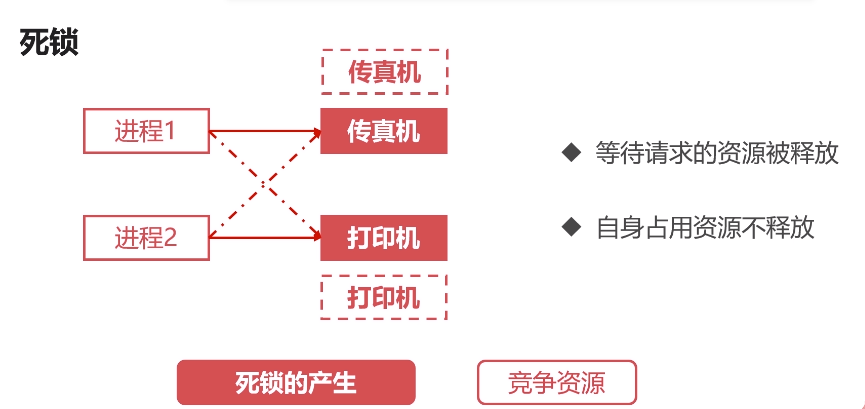 死锁
传真机
进程1
传真机
等待请求的资源被释放
进程2
打印机
自身占用资源不释放
打印机
死锁的产生
竞争资源